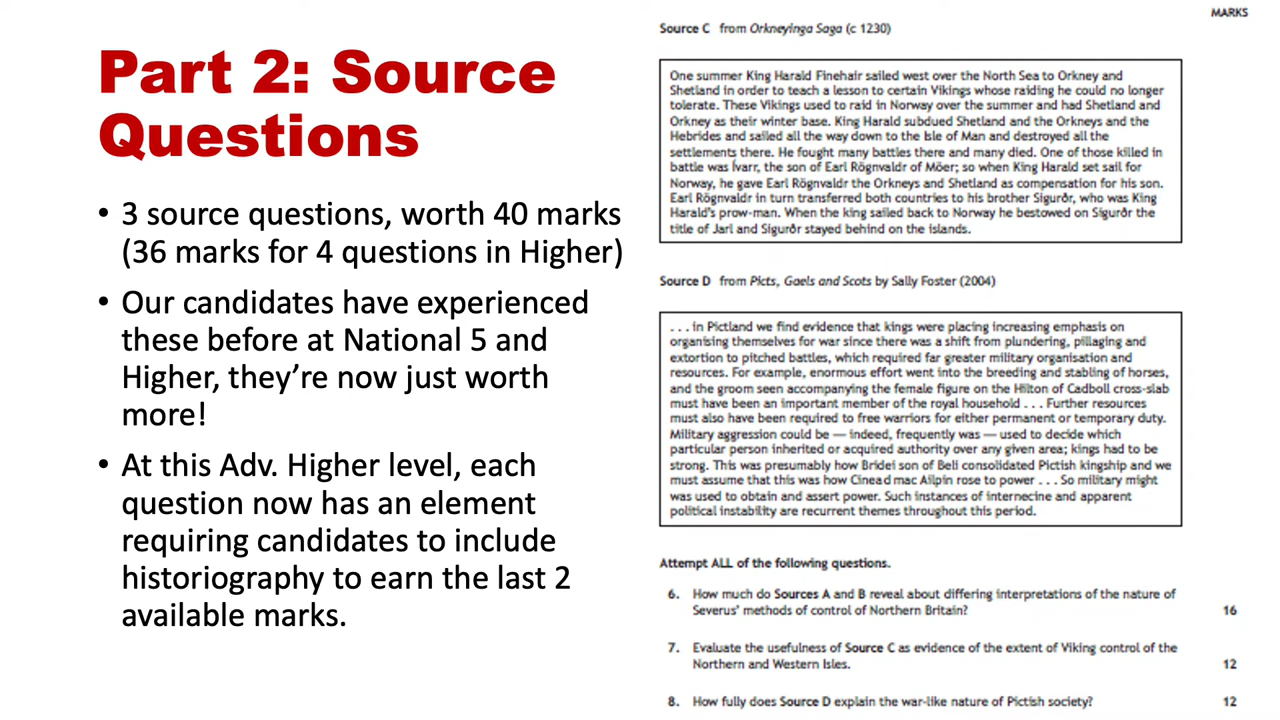 Part 2: Source
Questions
• 3 source questions, worth 40 marks
(36 marks for 4 questions in Higher)
• Our candidates have experienced
these before at National 5 and
Higher, they’re now just worth
more!
• At this Adv. Higher level, each
question now has an element
requiring candidates to include
historiography to earn the last 2
available marks.
MARKS
Source C from Orkneyinga Saga (c 1230)
One summer King Harald Finehair sailed west over the North Sea to Orkney and
Shetland in order to teach a lesson to certain Vikings whose raiding he could no longer
tolerate. These Vikings used to raid in Norway over the summer and had Shetland and
Orkney as their winter base. King Harald subdued Shetland and the Orkneys and the
Hebrides and sailed all the way down to the Isle of Man and destroyed all the
settlements there. He fought many battles there and many died. One of those killed in
battle was Ívarr, the son of Earl Rögnvaldr of Möer; so when King Harald set sail for
Norway, he gave Earl Rögnvaldr the Orkneys and Shetland as compensation for his son.
Earl Rögnvaldr in turn transferred both countries to his brother Sigurðr, who was King
Harald's prow-man. When the king sailed back to Norway he bestowed on Sigurðr the
title of Jarl and Sigurðr stayed behind on the islands.
Source D from Picts, Gaels and Scots by Sally Foster (2004)
. . . in Pictland we find evidence that kings were placing increasing emphasis on
organising themselves for war since there was a shift from plundering, pillaging and
extortion to pitched battles, which required far greater military organisation and
resources. For example, enormous effort went into the breeding and stabling of horses,
and the groom seen accompanying the female figure on the Hilton of Cadboll cross-slab
must have been an important member of the royal household . . . Further resources
must also have been required to free warriors for either permanent or temporary duty.
Military aggression could be — indeed, frequently was — used to decide which
particular person inherited or acquired authority over any given area; kings had to be
strong. This was presumably how Bridei son of Beli consolidated Pictish kingship and we
must assume that this was how Cinead mac Ailpín rose to power . . . So military might
was used to obtain and assert power. Such instances of internecine and apparent
political instability are recurrent themes throughout this period.
Attempt ALL of the following questions.
6. How much do Sources A and B reveal about differing interpretations of the nature of
Severus' methods of control of Northern Britain? 16
7. Evaluate the usefulness of Source C as evidence of the extent of Viking control of the
Northern and Western Isles. 12
8. How fully does Source D explain the war-like nature of Pictish society? 12